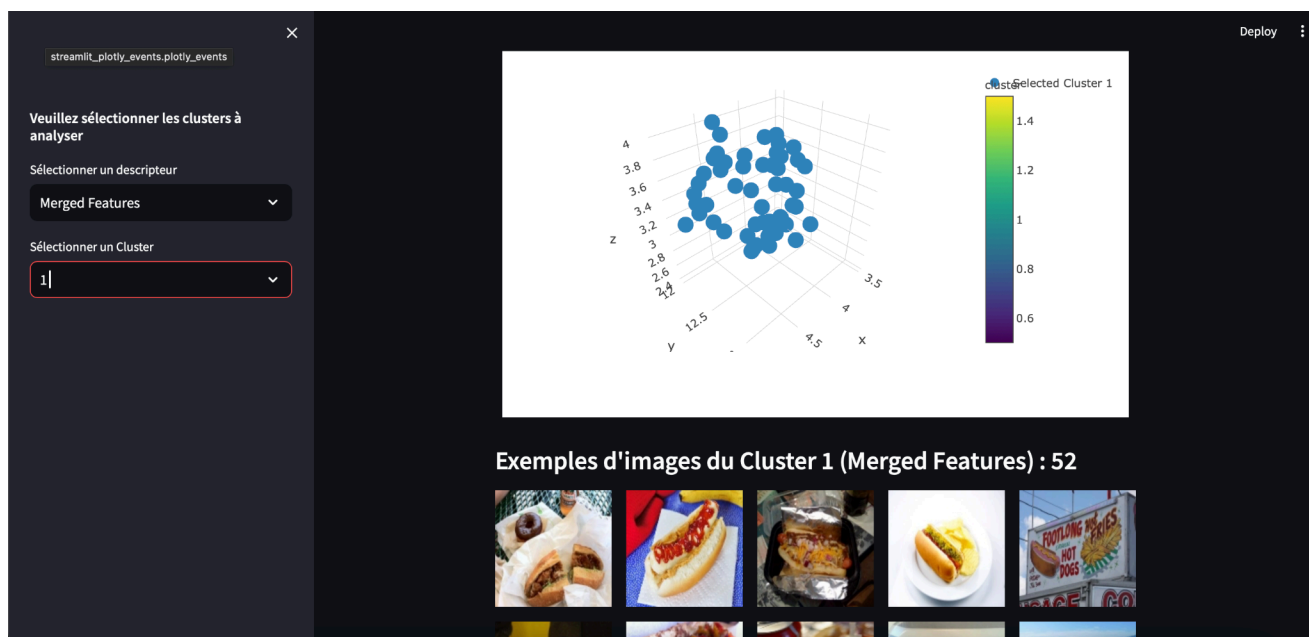 Deploy
streamlit_plotly_events.plotly_events
Veuillez sélectionner les clusters à
analyser
Sélectionner un descripteur
Merged Features
Sélectionner un Cluster
1
cluster
Selected Cluster 1
1.4
1.2
1
0.8
0.6
4
3.8
3.6
3.4
3.2
3
2.8
2.6
2.4
z
12
12.5
y
3.5
4
4.5
x
Exemples d'images du Cluster 1 (Merged Features) : 52
FOOTLONG
HOT
DOGS
FRIES